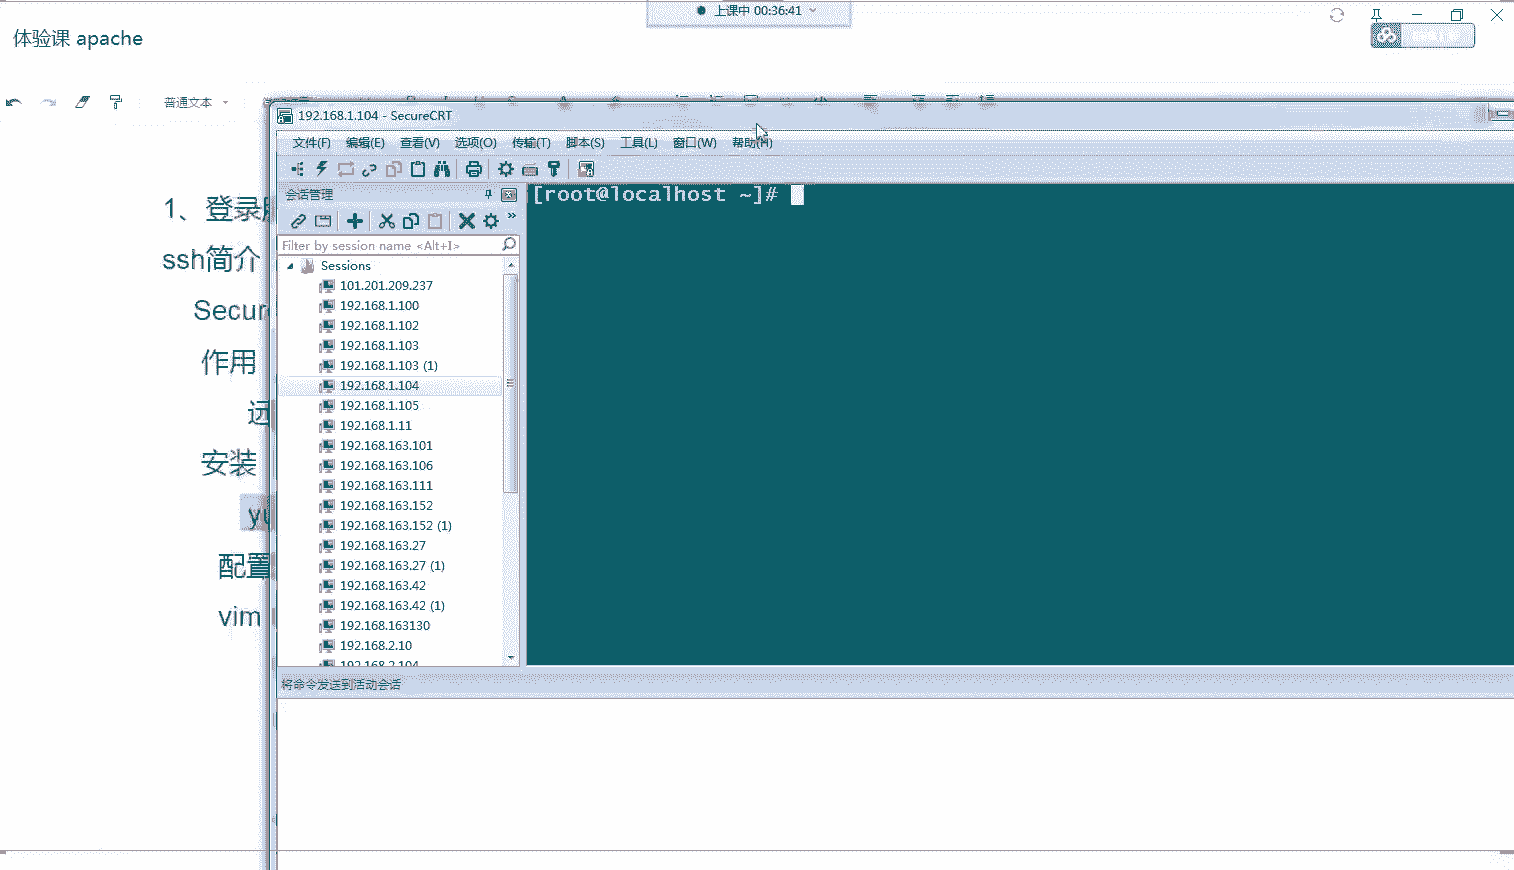 上课中 00:36:41
体验课 apache
普通文本
192.168.1.104 - SecureCRT
文件(F) 编辑(E) 查看(V) 选项(O) 传输(T) 脚本(S) 工具(L) 窗口(W) 帮助(H)
会话管理
[root@localhost ~]#
Filter by session name <Alt+I>
Sessions
101.201.209.237
192.168.1.100
192.168.1.102
192.168.1.103
192.168.1.103 (1)
192.168.1.104
192.168.1.105
192.168.1.11
192.168.163.101
192.168.163.106
192.168.163.111
192.168.163.152
192.168.163.152 (1)
192.168.163.27
192.168.163.27 (1)
192.168.163.42
192.168.163.42 (1)
192.168.163130
192.168.2.10
192.168.2.104
将命令发送到活动会话
1、登录
ssh简介
Secure
作用
远
安装
yu
配置
vim